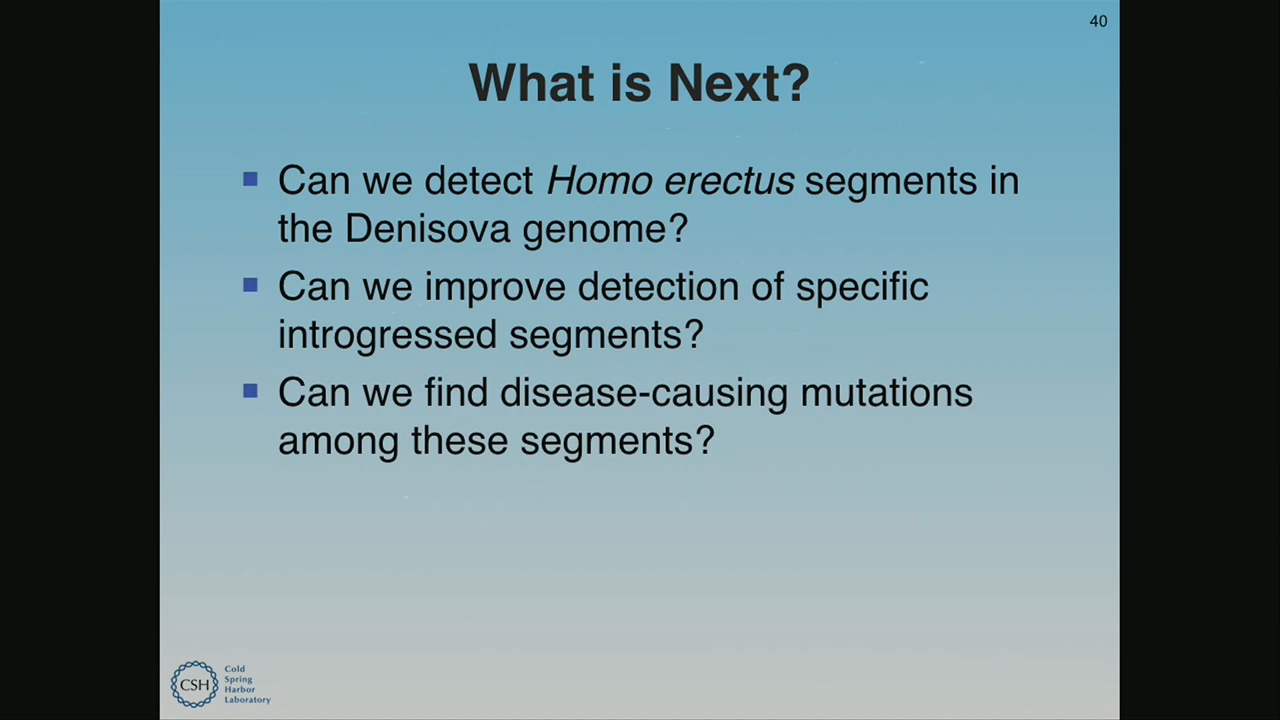 40
What is Next?
Can we detect Homo erectus segments in
the Denisova genome?
Can we improve detection of specific
introgressed segments?
Can we find disease-causing mutations
among these segments?
CSH
Cold
Spring
Harbor
Laboratory